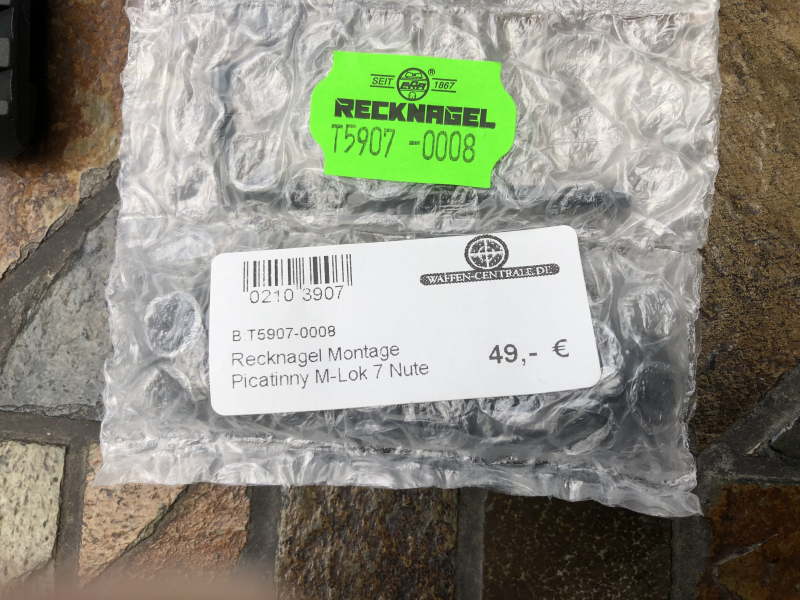 SEIT ERA ® 1867
RECKNAGEL
T5907-0008
WAFFEN-CENTRALE.DE
0210 3907
B.T5907-0008
Recknagel Montage
Picatinny M-Lok 7 Nute
49,- €